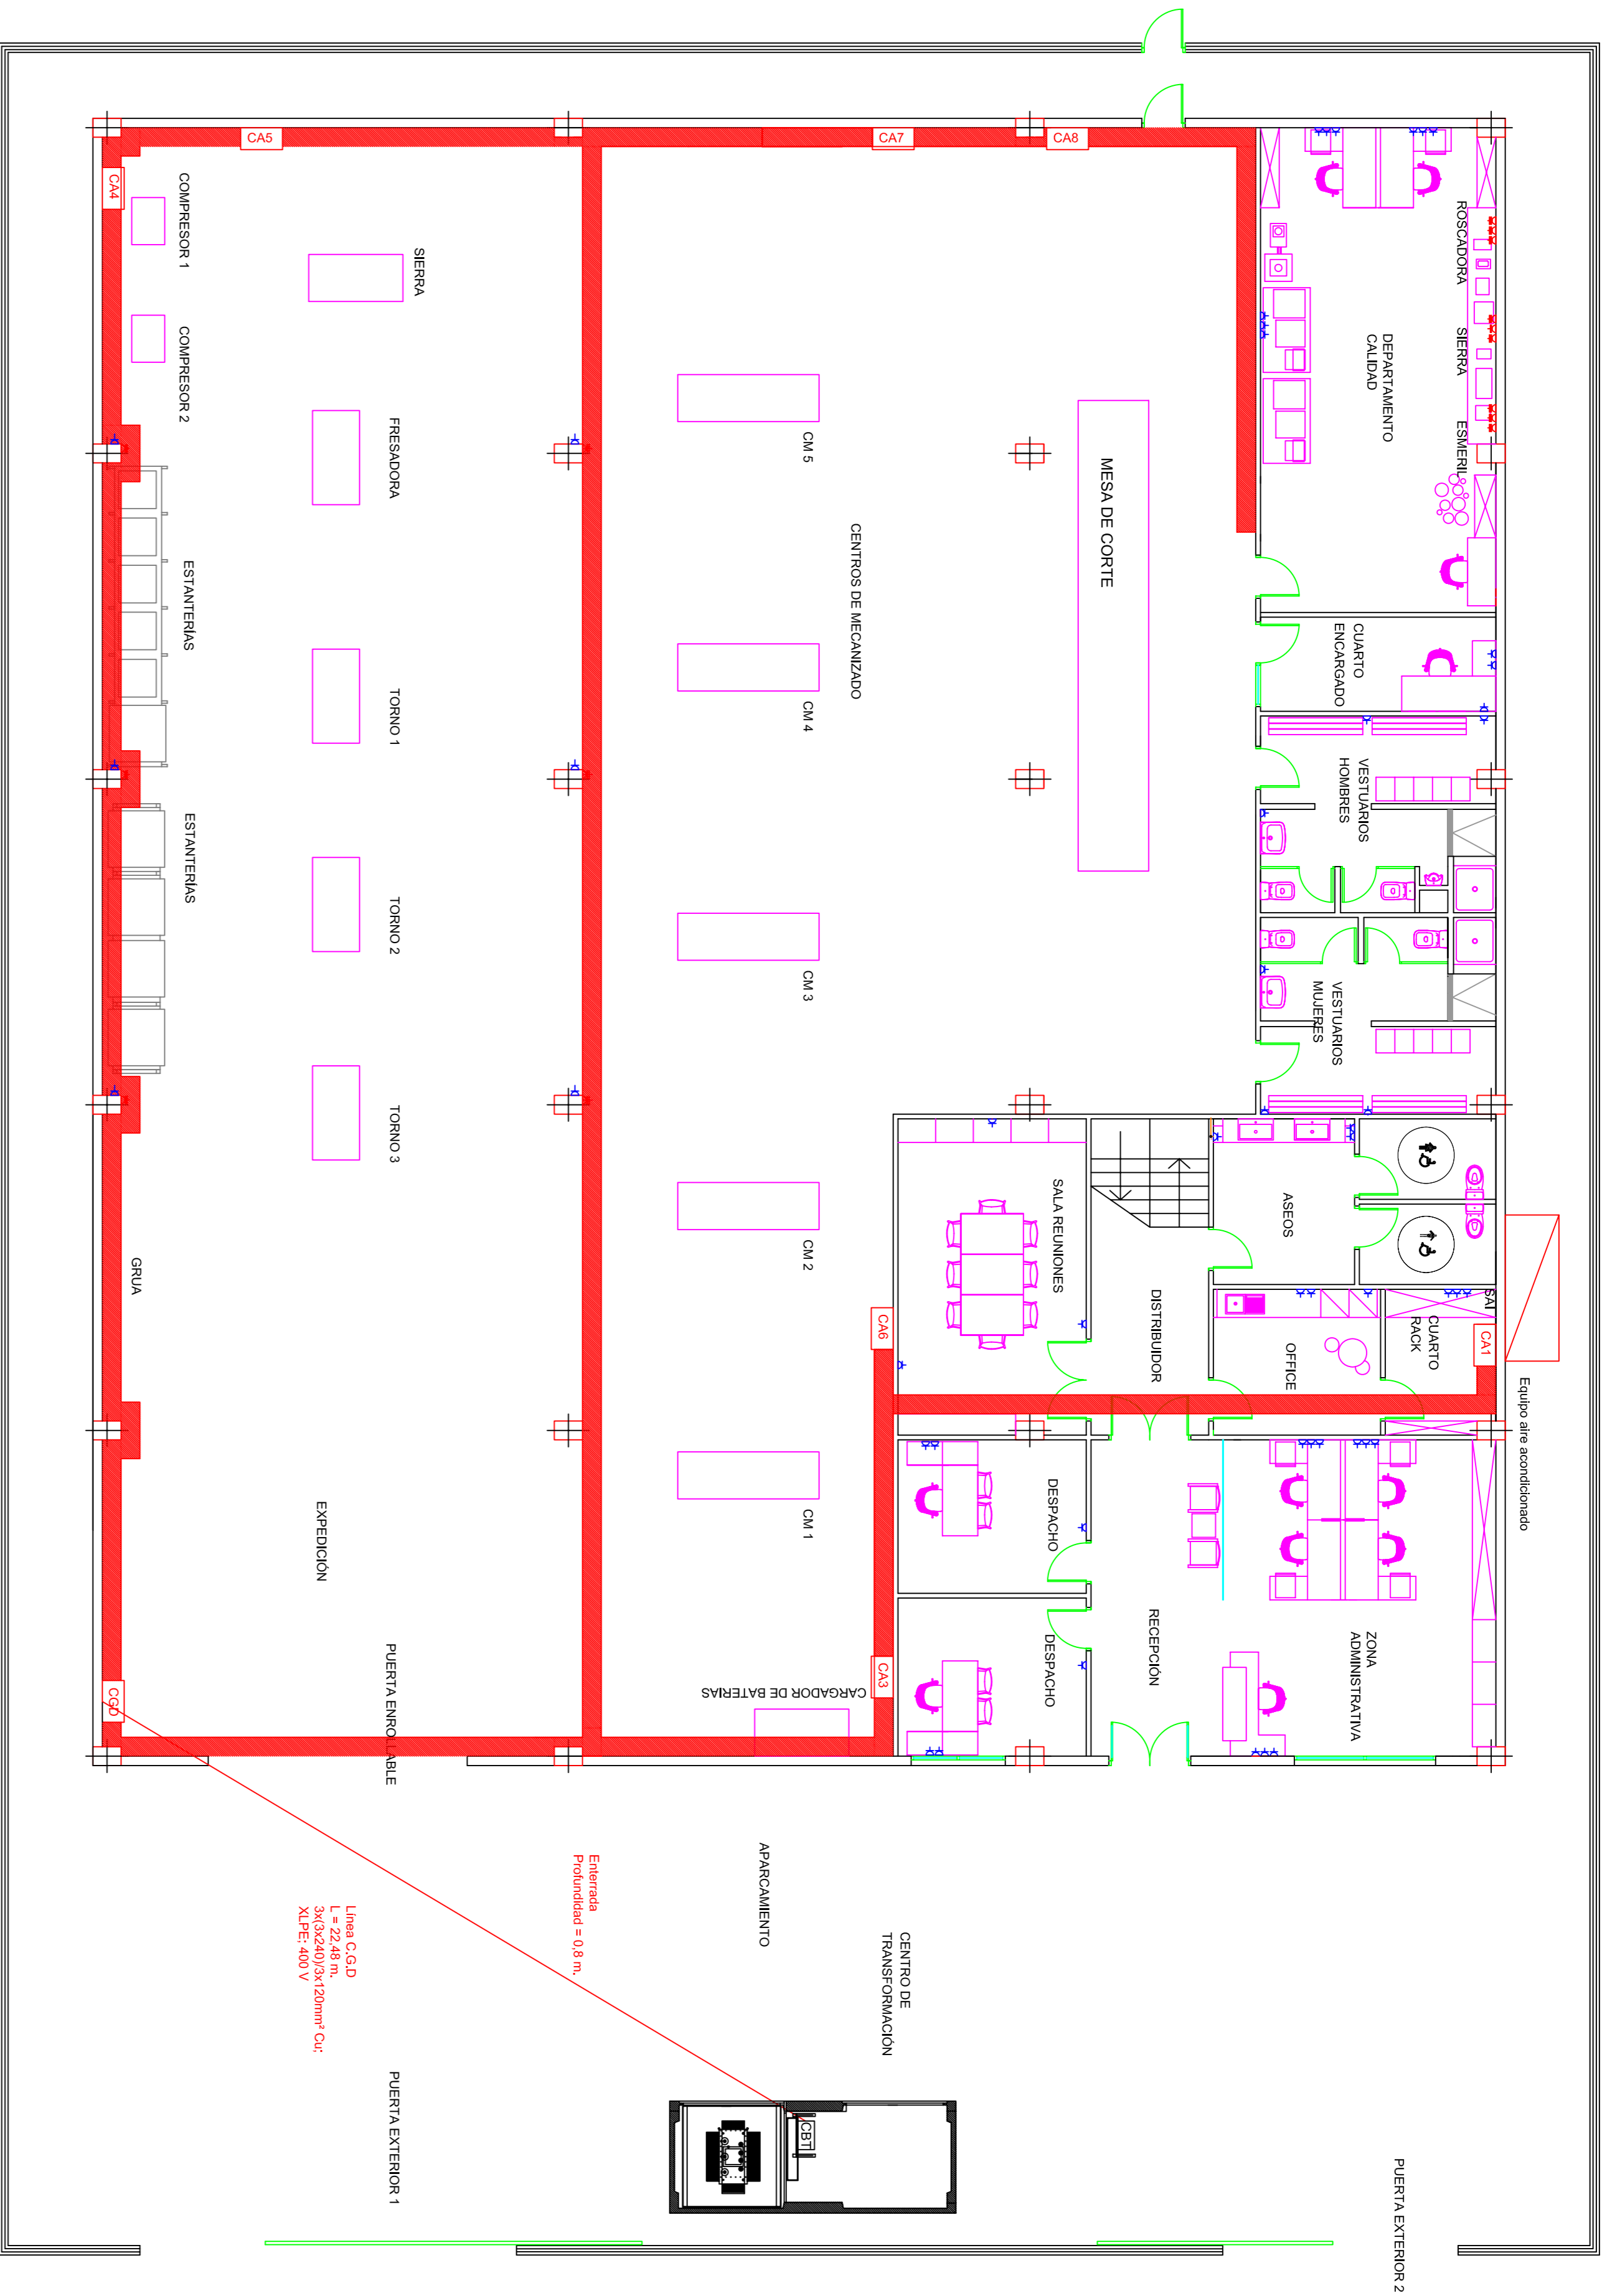 CA5
CA7
CA8
CA4
COMPRESOR 1
COMPRESOR 2
SIERRA
FRESADORA
ESTANTERÍAS
ESTANTERÍAS
TORNO 1
TORNO 2
TORNO 3
GRUA
EXPEDICIÓN
PUERTA ENROLLABLE
CGD
CM 5
CM 4
CM 3
CM 2
CM 1
CENTROS DE MECANIZADO
MESA DE CORTE
CARGADOR DE BATERIAS
CA6
CA3
ROSCADORA
SIERRA
ESMERIL
DEPARTAMENTO
CALIDAD
CUARTO
ENCARGADO
VESTUARIOS
HOMBRES
VESTUARIOS
MUJERES
ASEOS
SALA REUNIONES
DISTRIBUIDOR
OFFICE
CUARTO
RACK
SAI
CA1
Equipo aire acondicionado
DESPACHO
DESPACHO
RECEPCIÓN
ZONA
ADMINISTRATIVA
APARCAMIENTO
Enterrada
Profundidad = 0,8 m.
Línea C.G.D
L = 22,48 m.
3x(3x240)/3x120mm² Cu;
XLPE; 400 V
CENTRO DE
TRANSFORMACIÓN
CBT
PUERTA EXTERIOR 1
PUERTA EXTERIOR 2